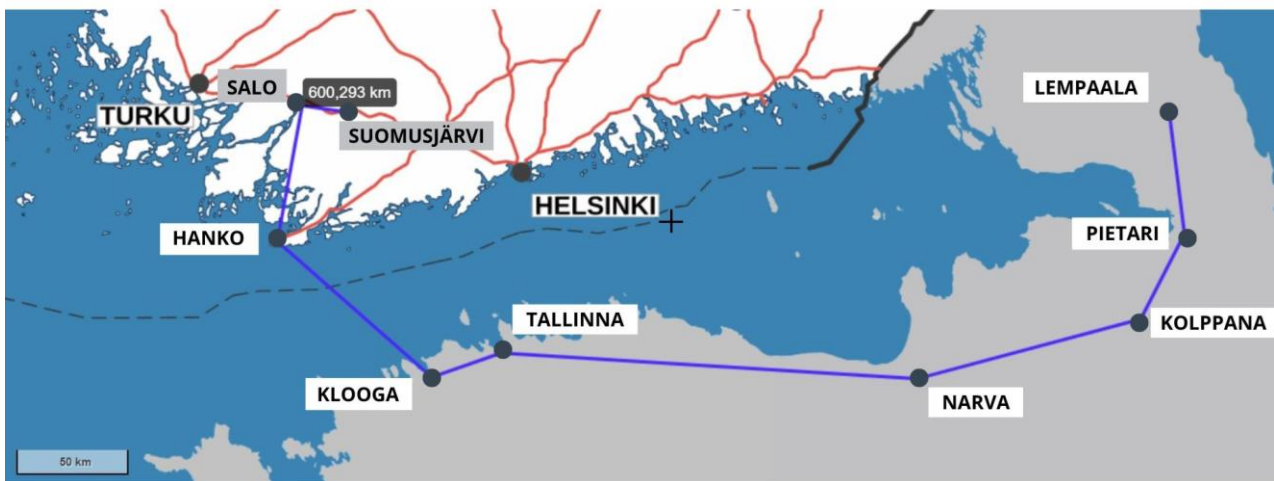 LEMPAALA
SALO
600,293 km
TURKU
SUOMUSJÄRVI
HELSINKI
HANKO
PIETARI
TALLINNA
KOLPPANA
KLOOGA
NARVA
50 km